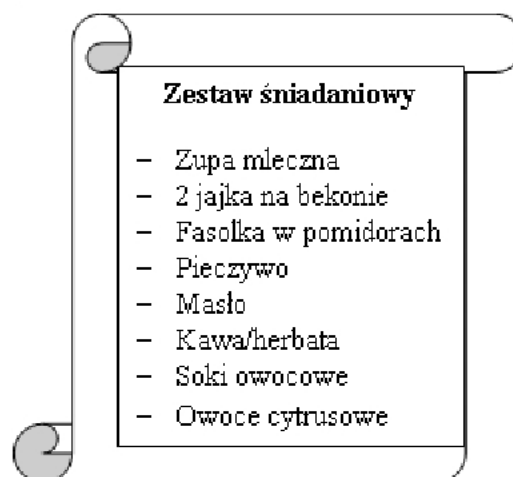 Zestaw śniadaniowy
– Zupa mleczna
– 2 jajka na bekonie
– Fasolka w pomidorach
– Pieczywo
– Masło
– Kawa/herbata
– Soki owocowe
– Owoce cytrusowe